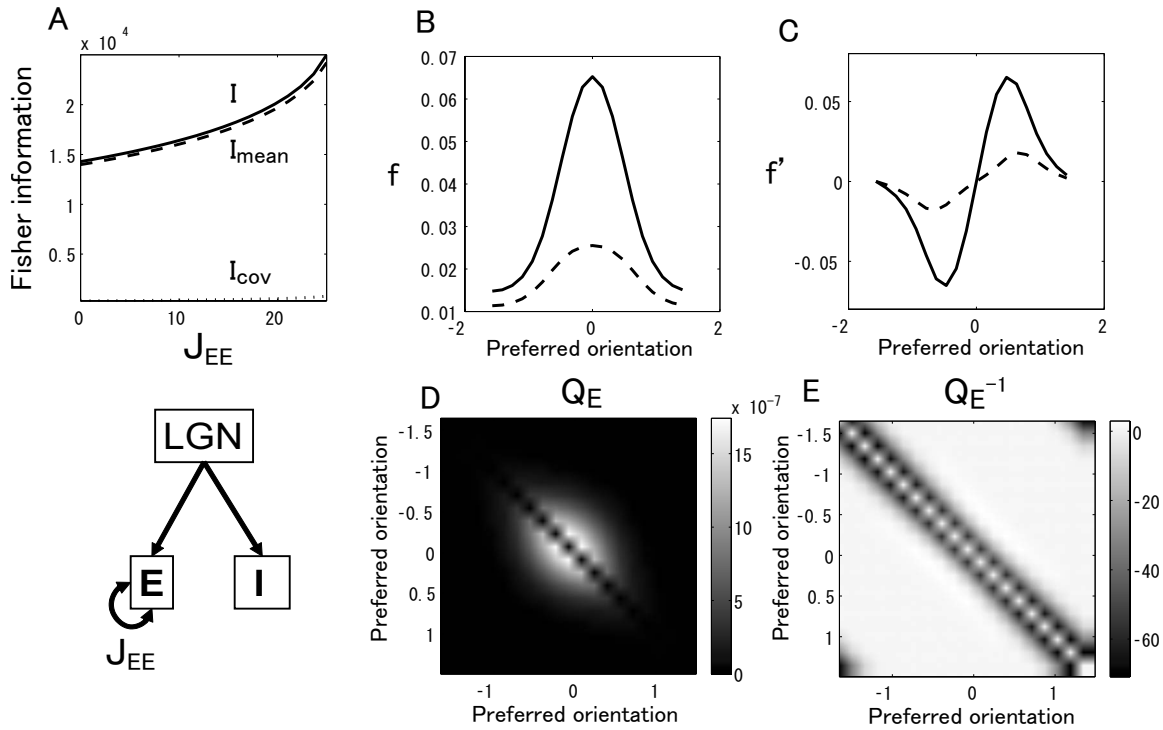 A
x 10⁴
2
1.5
1
0.5
0
10
20
Fisher information
I
I_mean
I_cov
J_EE
B
0.07
0.06
0.05
0.04
0.03
0.02
0.01
-2
0
2
f
Preferred orientation
C
0.05
0
-0.05
-2
0
2
f'
Preferred orientation
LGN
E
I
J_EE
D
Q_E
x 10⁻⁷
-1.5
-1
-0.5
0
0.5
1
-1
0
1
Preferred orientation
Preferred orientation
15
10
5
0
E
Q_E⁻¹
-1.5
-1
-0.5
0
0.5
1
-1
0
1
Preferred orientation
Preferred orientation
0
-20
-40
-60